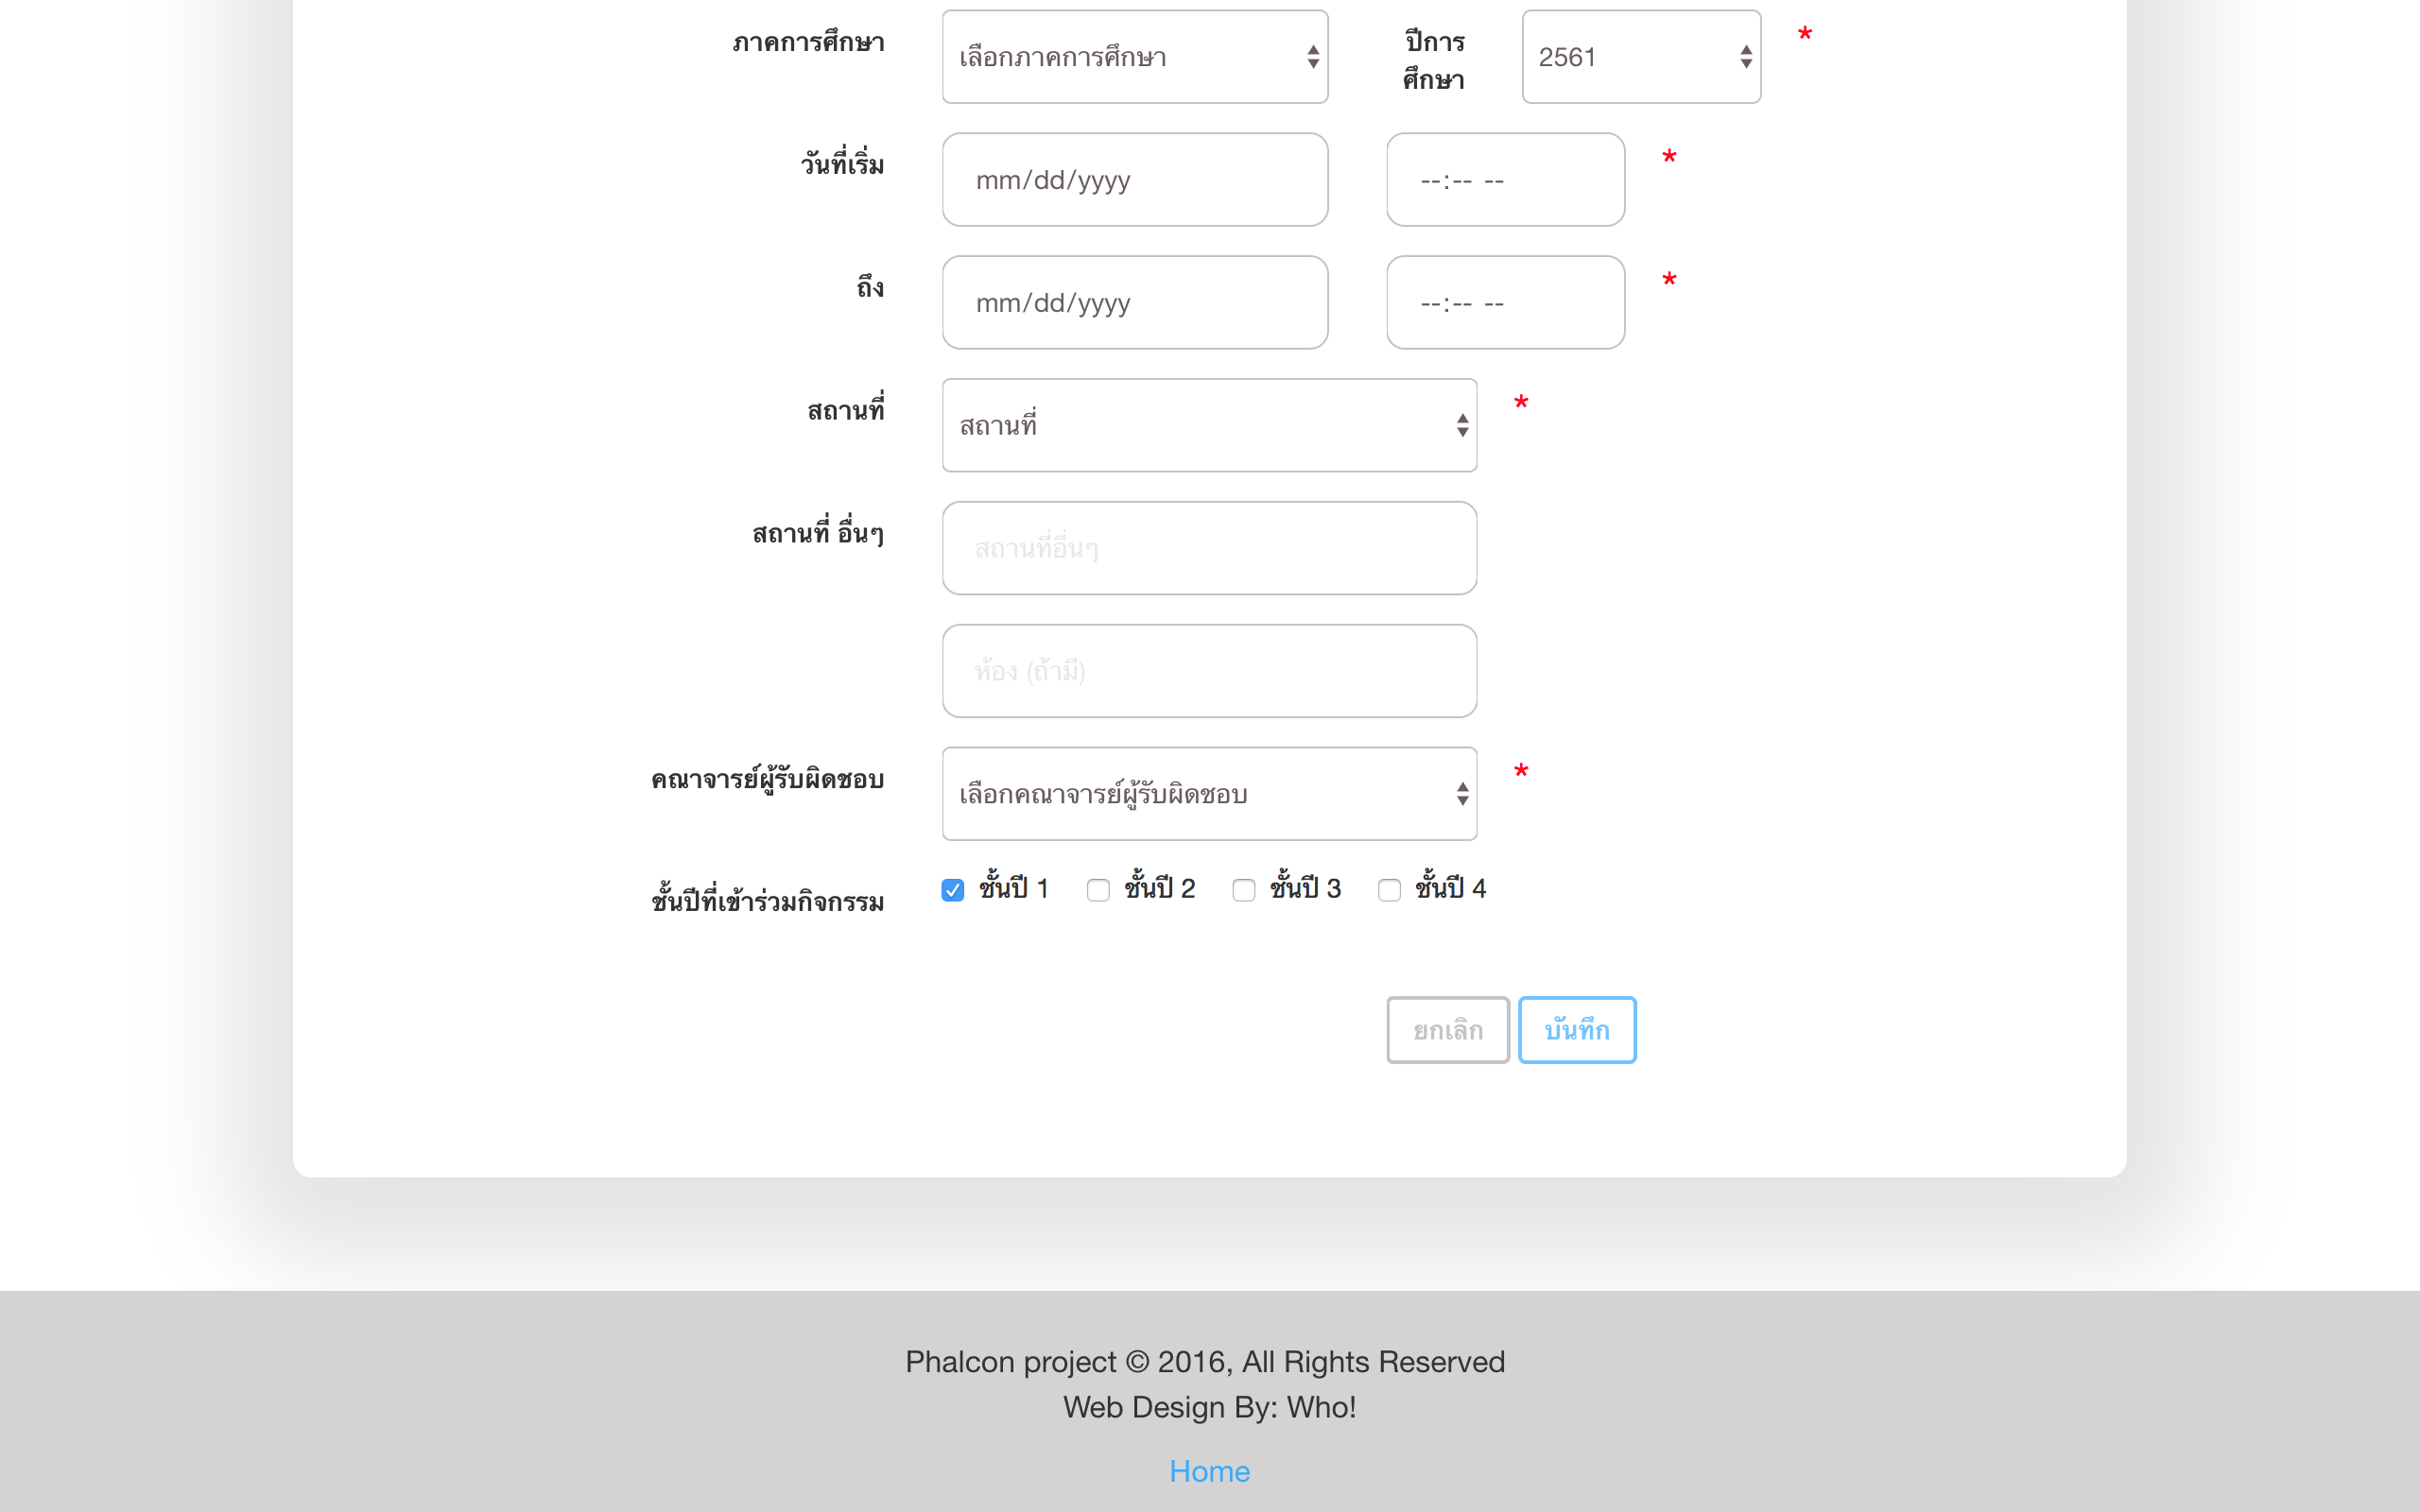 ภาคการศึกษา เลือกภาคการศึกษา ปีการ 2561 *
ศึกษา
วันที่เริ่ม mm/dd/yyyy --:-- -- *
ถึง mm/dd/yyyy --:-- -- *
สถานที่ สถานที่ *
สถานที่ อื่นๆ สถานที่อื่นๆ
ห้อง (ถ้ามี)
คณาจารย์ผู้รับผิดชอบ เลือกคณาจารย์ผู้รับผิดชอบ *
ชั้นปีที่เข้าร่วมกิจกรรม ชั้นปี 1 ชั้นปี 2 ชั้นปี 3 ชั้นปี 4
ยกเลิก บันทึก
Phalcon project © 2016, All Rights Reserved
Web Design By: Who!
Home